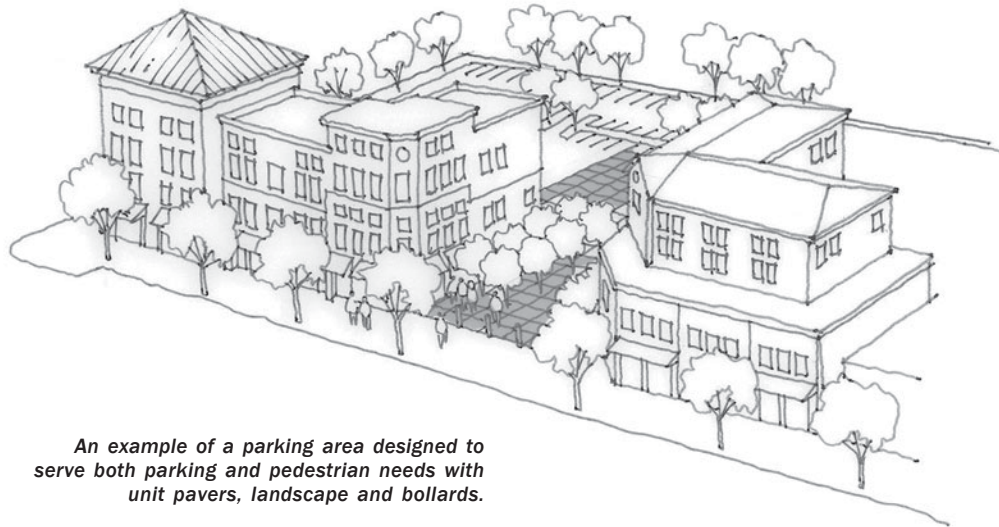 An example of a parking area designed to
serve both parking and pedestrian needs with
unit pavers, landscape and bollards.